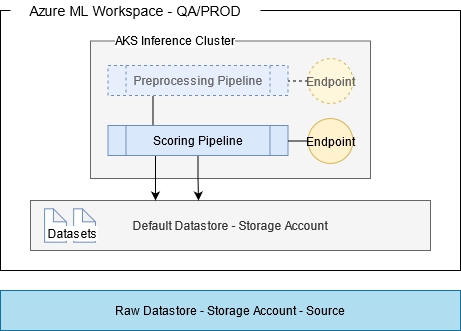 Azure ML Workspace - QA/PROD
AKS Inference Cluster
Preprocessing Pipeline
Endpoint
Scoring Pipeline
Endpoint
Default Datastore - Storage Account
Datasets
Raw Datastore - Storage Account - Source